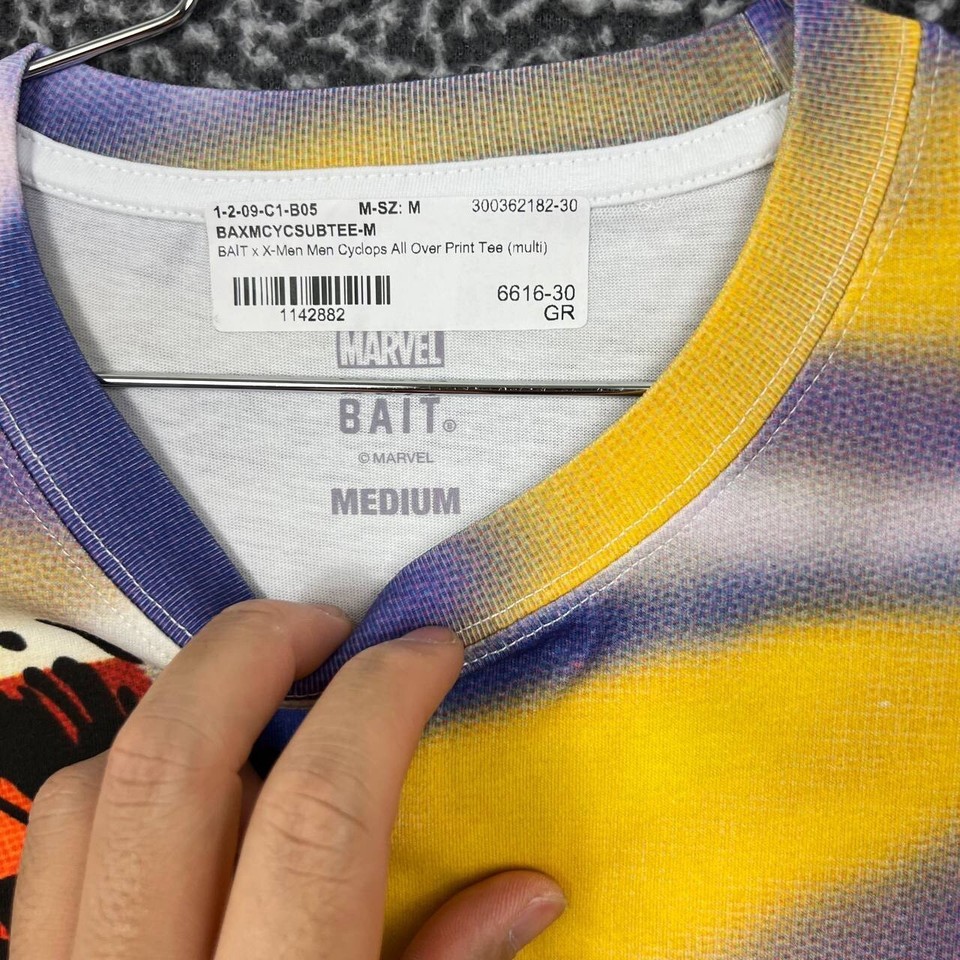 1-2-09-C1-B05 M-SZ: M 300362182-30
BAXMCYCSUBTEE-M
BAIT x X-Men Men Cyclops All Over Print Tee (multi)
6616-30
1142882 GR
MARVEL
BAIT®
© MARVEL
MEDIUM